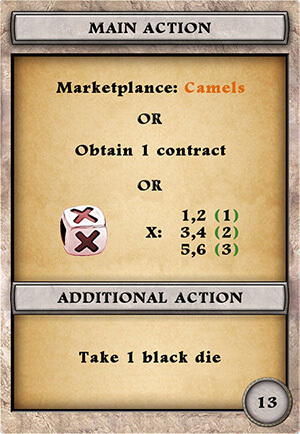 MAIN ACTION
Marketplance: Camels
OR
Obtain 1 contract
OR
X X
1,2 (1)
X: 3,4 (2)
5,6 (3)
ADDITIONAL ACTION
Take 1 black die
13